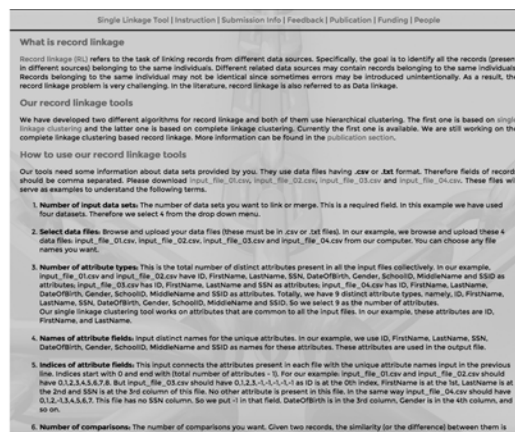 Single Linkage Tool | Instruction | Submission Info | Feedback | Publication | Funding | People
What is record linkage
Record linkage (RL) refers to the task of linking records from different data sources. Specifically, the goal is to identify all the records (present
in different sources) belonging to the same individuals. Different related data sources may contain records belonging to the same individuals.
Records belonging to the same individual may not be identical since sometimes errors may be introduced unintentionally. As a result, the
record linkage problem is very challenging. In the literature, record linkage is also referred to as Data linkage.
Our record linkage tools
We have developed two different algorithms for record linkage and both of them use hierarchical clustering. The first one is based on single
linkage clustering and the latter one is based on complete linkage clustering. Currently the first one is available. We are still working on the
complete linkage clustering based record linkage. More information can be found in the publication section.
How to use our record linkage tools
Our tools need some information about data sets provided by you. They use data files having .csv or .txt format. Therefore fields of records
should be comma separated. Please download input_file_01.csv, input_file_02.csv, input_file_03.csv and input_file_04.csv. These files will
serve as examples to understand the following terms.
1. Number of input data sets: The number of data sets you want to link or merge. This is a required field. In this example we have used
four datasets. Therefore we select 4 from the drop down menu.
2. Select data files: Browse and upload your data files (these must be in .csv or .txt files). In our example, we browse and upload these 4
data files: input_file_01.csv, input_file_02.csv, input_file_03.csv and input_file_04.csv from our computer. You can choose any file
names you want.
3. Number of attribute types: This is the total number of distinct attributes present in all the input files collectively. In our example,
input_file_01.csv and input_file_02.csv have ID, FirstName, LastName, SSN, DateOfBirth, Gender, SchoolID, MiddleName and SSID as
attributes; input_file_03.csv has ID, FirstName, LastName and SSN as attributes; input_file_04.csv has ID, FirstName, LastName,
DateOfBirth, Gender, SchoolID, MiddleName and SSID as attributes. Totally, we have 9 distinct attribute types, namely, ID, FirstName,
LastName, SSN, DateOfBirth, Gender, SchoolID, MiddleName and SSID. So we select 9 as the number of attributes.
Our single linkage clustering tool works on attributes that are common to all the input files. In our example, these attributes are ID,
FirstName, and LastName.
4. Names of attribute fields: Input distinct names for the unique attributes. In our example, we use ID, FirstName, LastName, SSN,
DateOfBirth, Gender, SchoolID, MiddleName and SSID as names for these attributes. These attributes are used in the output file.
5. Indices of attribute fields: This input connects the attributes present in each file with the unique attribute names input in the previous
line. Indices start with 0 and end with (total number of attributes - 1). For our example: input_file_01.csv and input_file_02.csv should
have 0,1,2,3,4,5,6,7,8. But input_file_03.csv should have 0,1,2,3,-1,-1,-1,-1,-1 as ID is at the 0th index, FirstName is at the 1st, LastName is at
the 2nd and SSN is at the 3rd column of this file. No other attribute is present in this file. In the same way input_file_04.csv should have
0,1,2,-1,3,4,5,6,7. This file has no SSN column. So we put -1 in that field. DateOfBirth is in the 3rd column, Gender is in the 4th column, and
so on.
6. Number of comparisons: The number of comparisons you want. Given two records, the similarity (or the difference) between them is